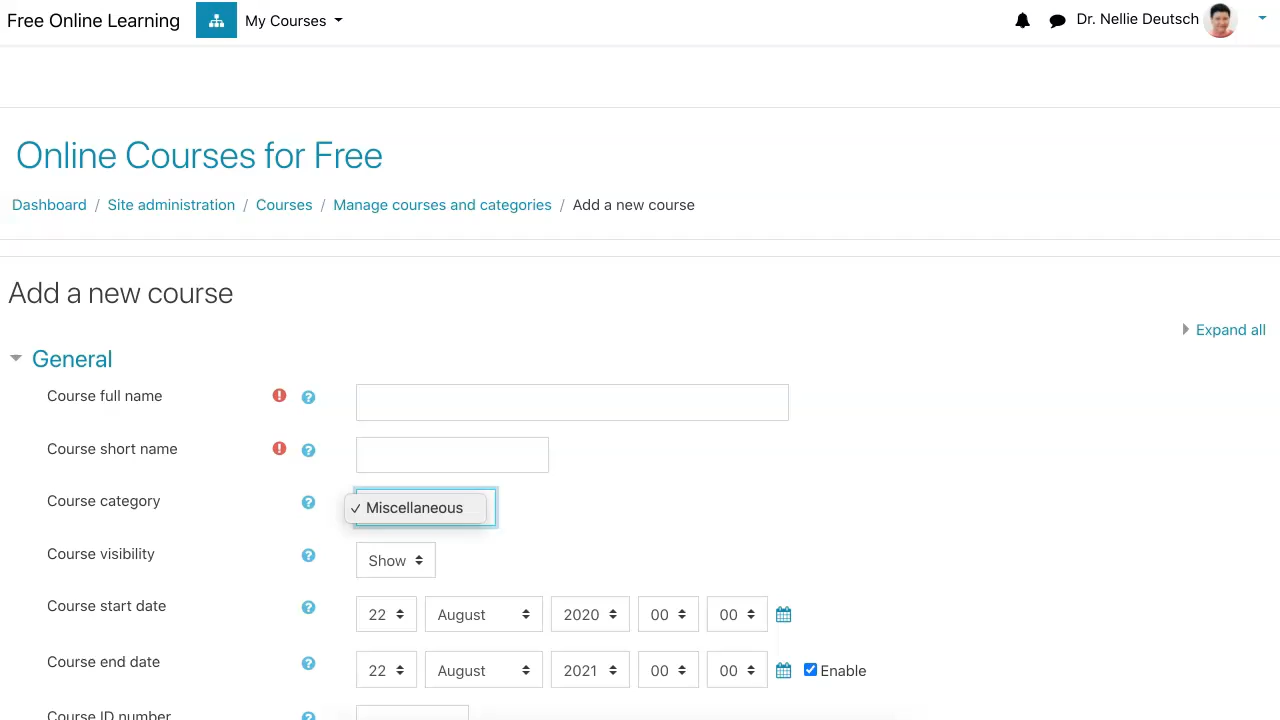 Free Online Learning My Courses Dr. Nellie Deutsch
Online Courses for Free
Dashboard / Site administration / Courses / Manage courses and categories / Add a new course
Add a new course
Expand all
General
Course full name
Course short name
Course category ✓ Miscellaneous
Course visibility Show
Course start date 22 August 2020 00 00
Course end date 22 August 2021 00 00 Enable
Course ID number